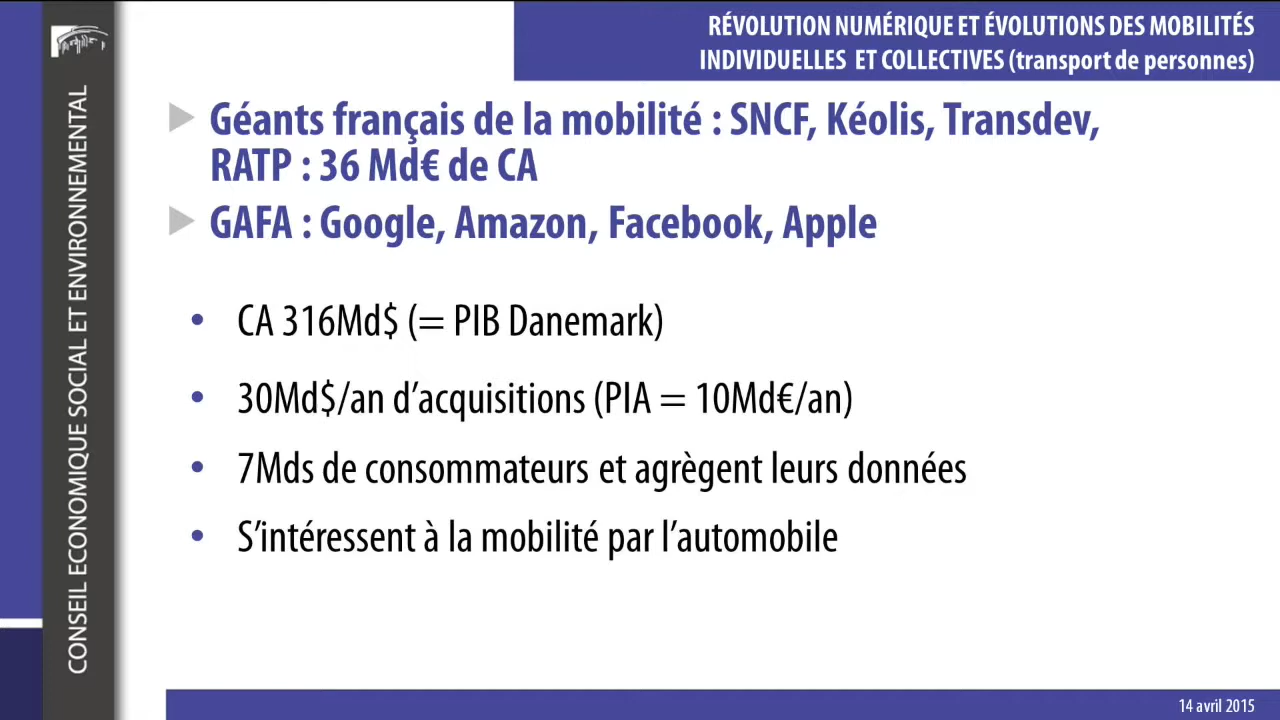 RÉVOLUTION NUMÉRIQUE ET ÉVOLUTIONS DES MOBILITÉS
INDIVIDUELLES ET COLLECTIVES (transport de personnes)
CONSEIL ECONOMIQUE SOCIAL ET ENVIRONNEMENTAL
Géants français de la mobilité : SNCF, Kéolis, Transdev,
RATP : 36 Md€ de CA
GAFA : Google, Amazon, Facebook, Apple
• CA 316Md$ (= PIB Danemark)
• 30Md$/an d’acquisitions (PIA = 10Md€/an)
• 7Mds de consommateurs et agrègent leurs données
• S’intéressent à la mobilité par l’automobile
14 avril 2015